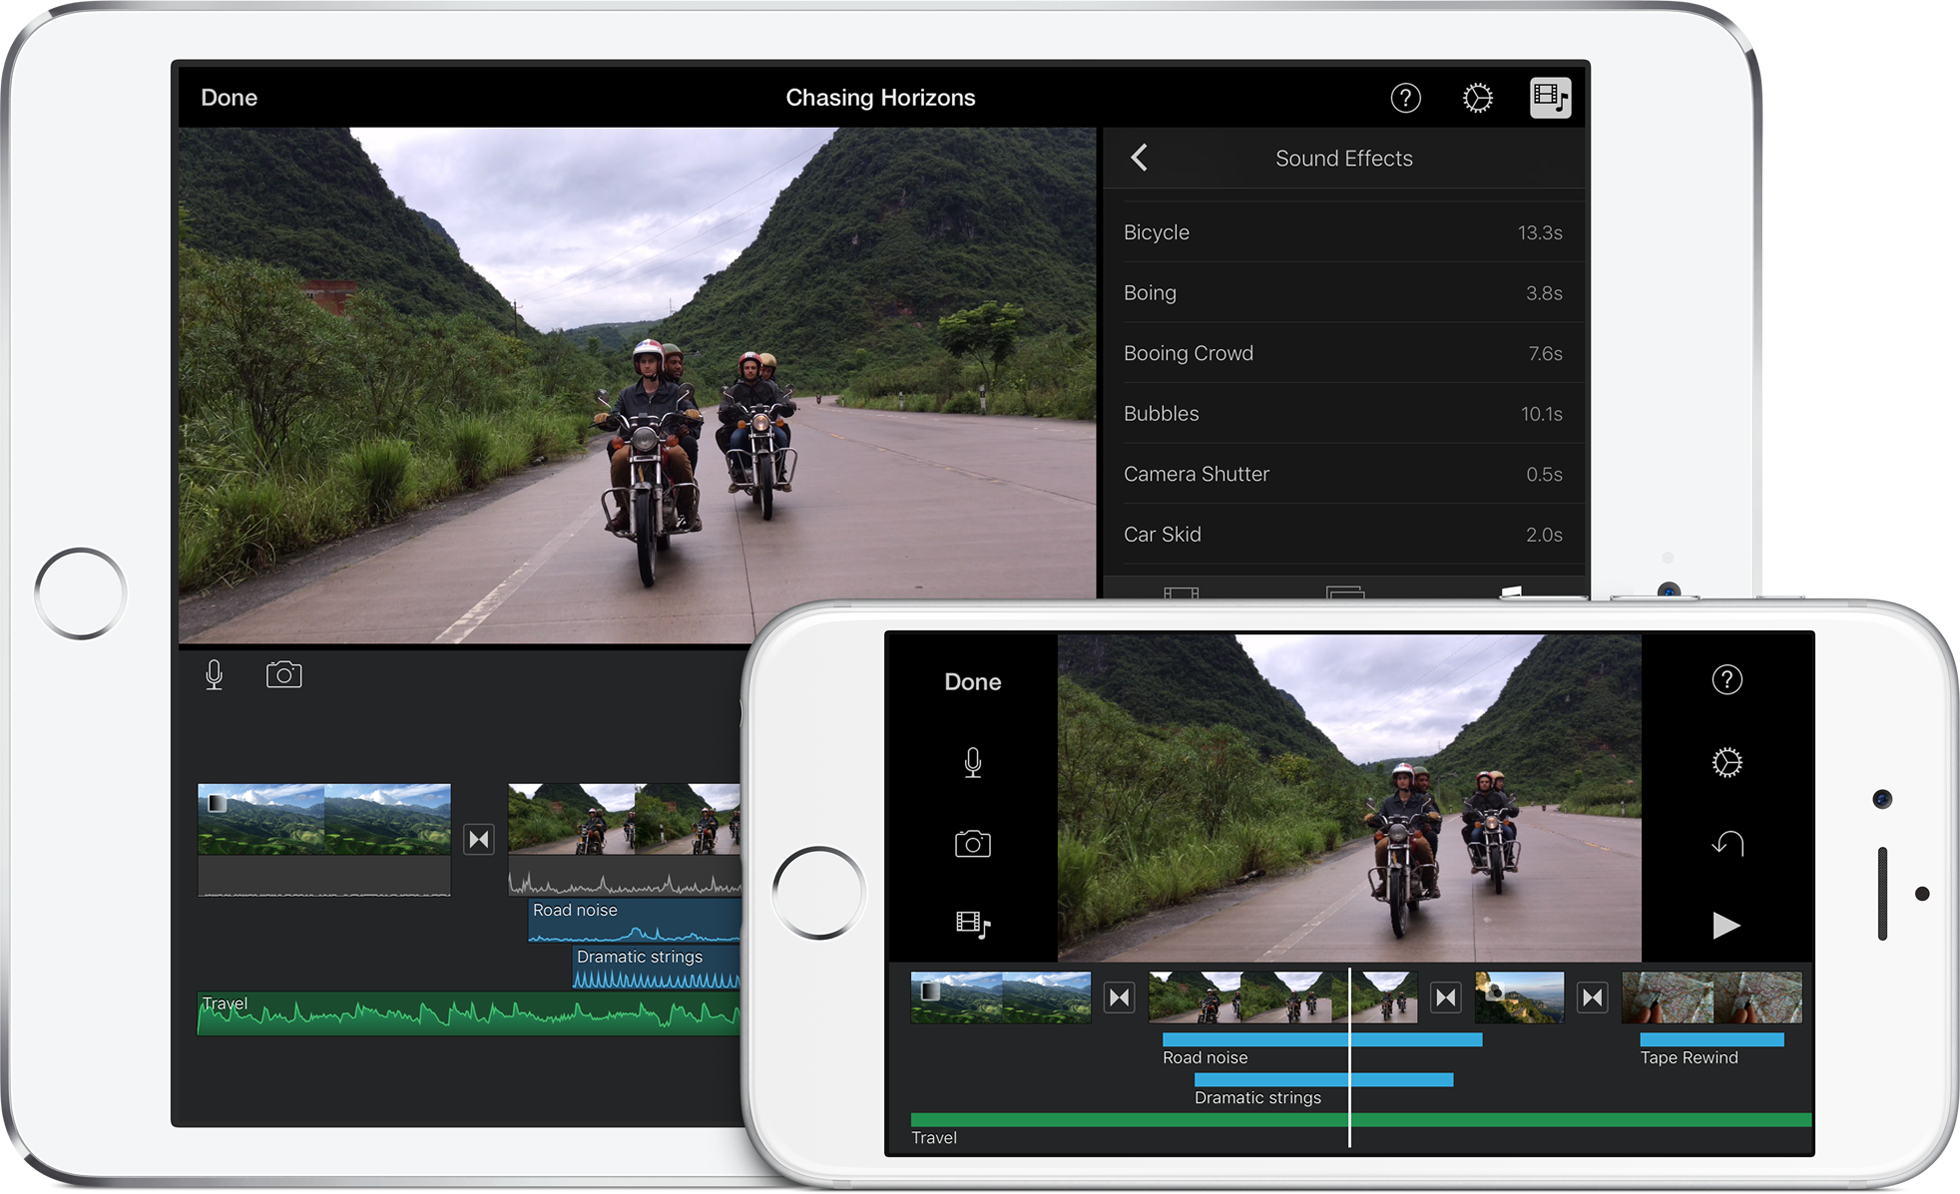 Done
Chasing Horizons
?
Sound Effects
Bicycle 13.3s
Boing 3.8s
Booing Crowd 7.6s
Bubbles 10.1s
Camera Shutter 0.5s
Car Skid 2.0s
Road noise
Dramatic strings
Travel
Done
?
Road noise
Tape Rewind
Dramatic strings
Travel